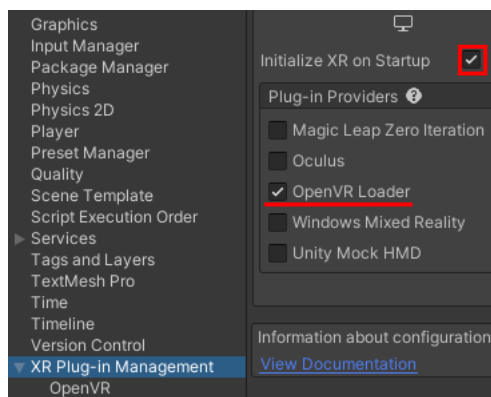 Graphics
Input Manager
Package Manager
Physics
Physics 2D
Player
Preset Manager
Quality
Scene Template
Script Execution Order
Services
Tags and Layers
TextMesh Pro
Time
Timeline
Version Control
XR Plug-in Management
OpenVR
Initialize XR on Startup
Plug-in Providers
Magic Leap Zero Iteration
Oculus
OpenVR Loader
Windows Mixed Reality
Unity Mock HMD
Information about configuration
View Documentation